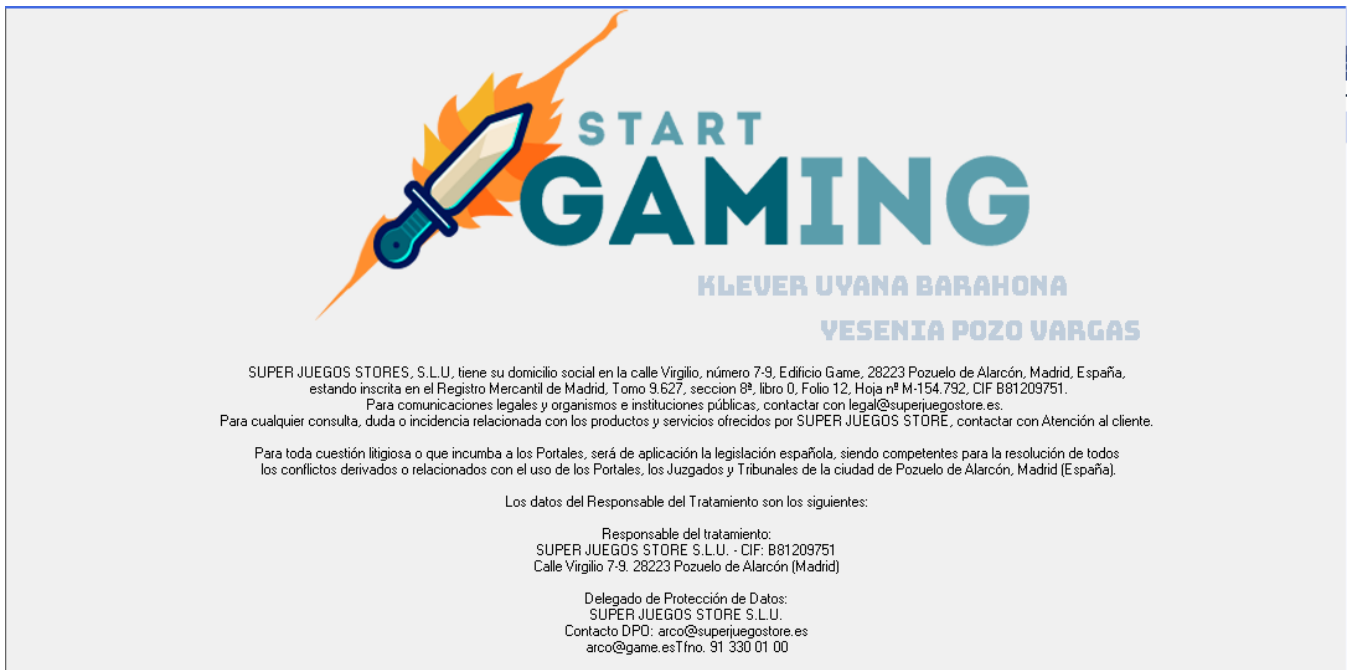 START
GAMING
KLEVER UYANA BARAHONA
YESENIA POZO VARGAS
SUPER JUEGOS STORES, S.L.U, tiene su domicilio social en la calle Virgilio, número 7-9, Edificio Game, 28223 Pozuelo de Alarcón, Madrid, España,
estando inscrita en el Registro Mercantil de Madrid, Tomo 9.627, seccion 8ª, libro 0, Folio 12, Hoja nº M-154.792, CIF B81209751.
Para comunicaciones legales y organismos e instituciones públicas, contactar con legal@superjuegostore.es.
Para cualquier consulta, duda o incidencia relacionada con los productos y servicios ofrecidos por SUPER JUEGOS STORE, contactar con Atención al cliente.
Para toda cuestión litigiosa o que incumba a los Portales, será de aplicación la legislación española, siendo competentes para la resolución de todos
los conflictos derivados o relacionados con el uso de los Portales, los Juzgados y Tribunales de la ciudad de Pozuelo de Alarcón, Madrid (España).
Los datos del Responsable del Tratamiento son los siguientes:
Responsable del tratamiento:
SUPER JUEGOS STORE S.L.U. - CIF: B81209751
Calle Virgilio 7-9. 28223 Pozuelo de Alarcón (Madrid)
Delegado de Protección de Datos:
SUPER JUEGOS STORE S.L.U.
Contacto DPO: arco@superjuegostore.es
arco@game.esTfno. 91 330 01 00